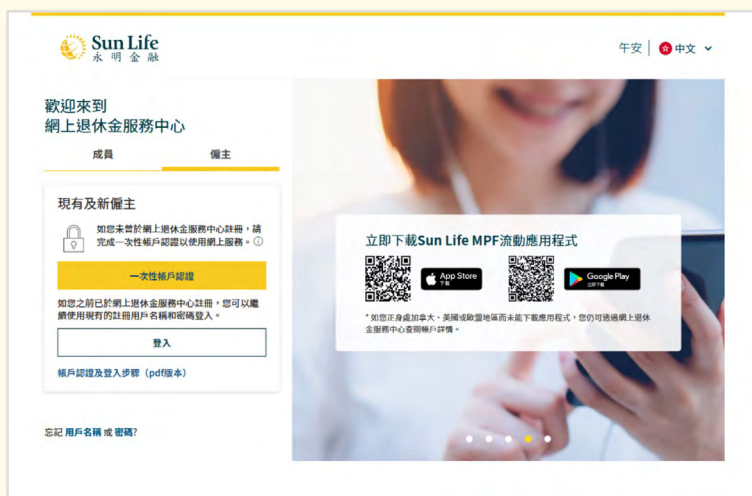 Sun Life
永明金融
午安
中文
歡迎來到
網上退休金服務中心
成員
僱主
現有及新僱主
如您未曾於網上退休金服務中心註冊，請
完成一次性帳戶認證以使用網上服務。
一次性帳戶認證
如您之前已於網上退休金服務中心註冊，您可以繼
續使用現有的註冊用戶名稱和密碼登入。
登入
帳戶認證及登入步驟（pdf版本）
忘記 用戶名稱 或 密碼?
立即下載Sun Life MPF流動應用程式
App Store
下載
Google Play
立即下載
* 如您正身處加拿大、美國或歐盟地區而未能下載應用程式，您仍可透過網上退休
金服務中心查閱帳戶詳情。